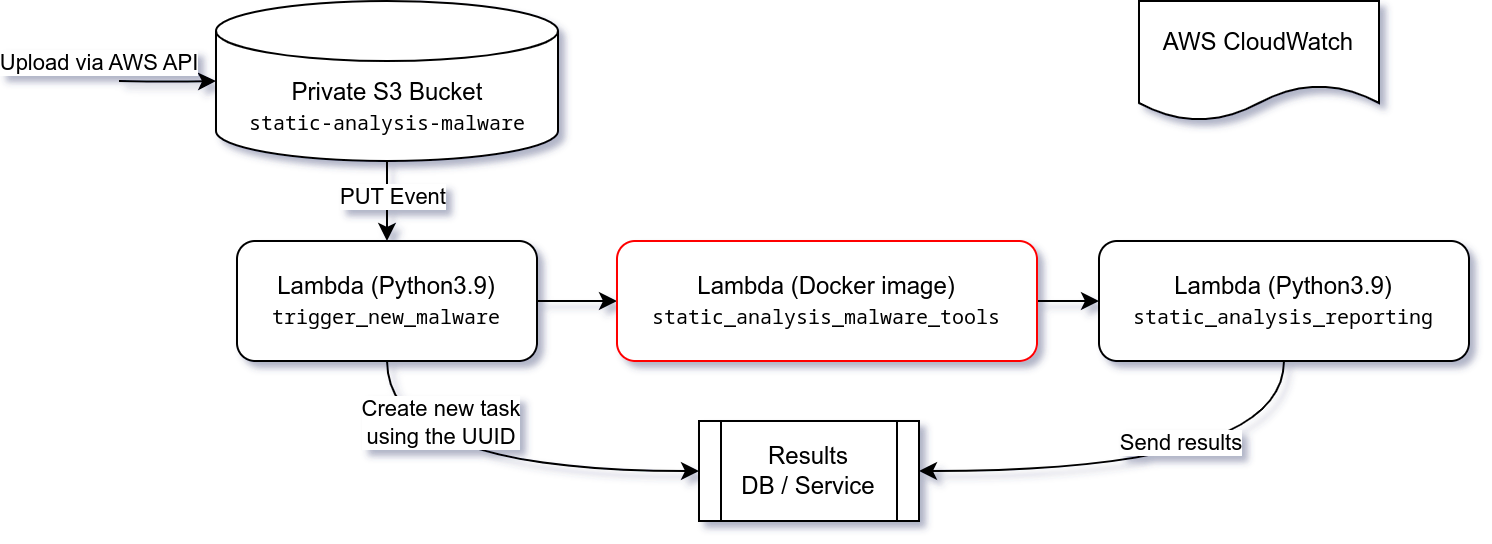 Upload via AWS API
Private S3 Bucket
static-analysis-malware
AWS CloudWatch
PUT Event
Lambda (Python3.9)
trigger_new_malware
Lambda (Docker image)
static_analysis_malware_tools
Lambda (Python3.9)
static_analysis_reporting
Create new task
using the UUID
Results
DB / Service
Send results